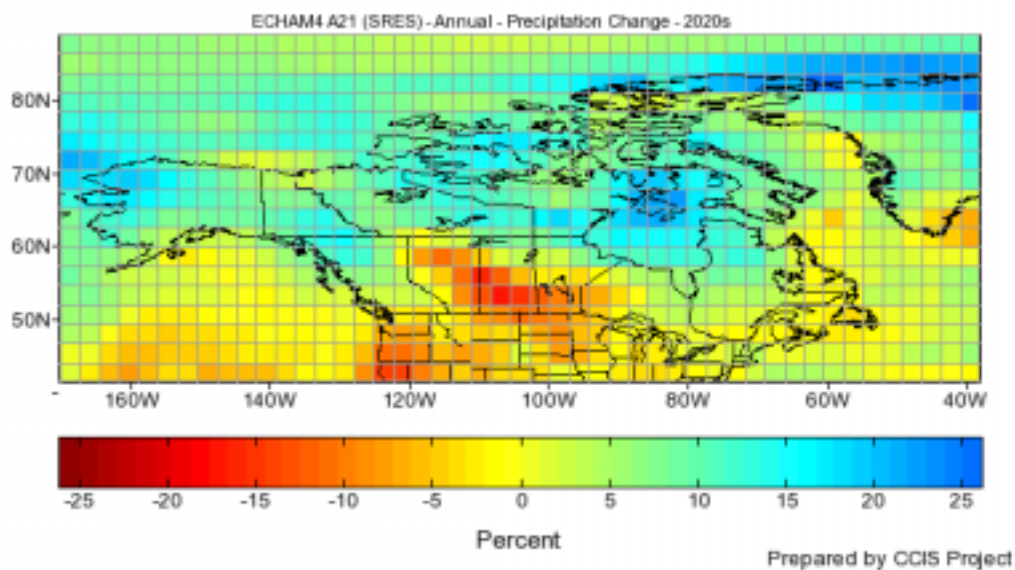 ECHAM4 A21 (SRES) - Annual - Precipitation Change - 2020s
80N
70N
60N
50N
160W 140W 120W 100W 80W 60W 40W
-25 -20 -15 -10 -5 0 5 10 15 20 25
Percent
Prepared by CCIS Project